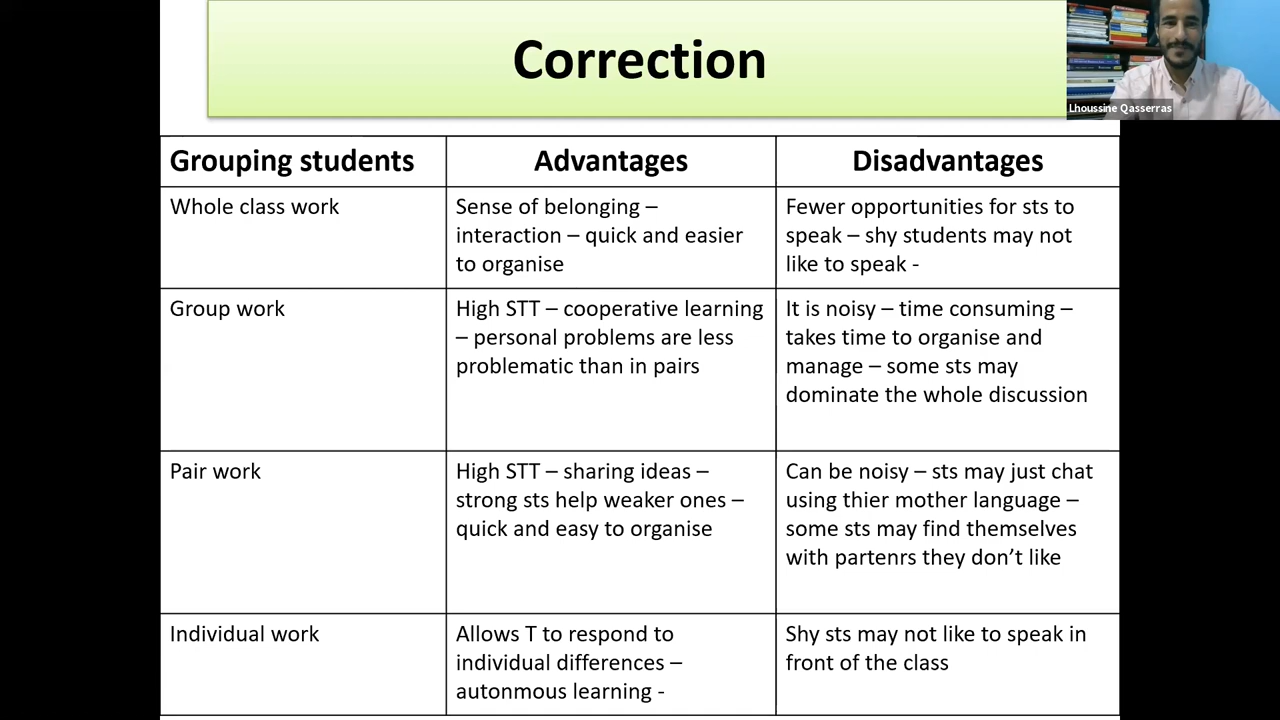 Correction
Lhoussine Qasserras
Grouping students
Advantages
Disadvantages
Whole class work
Sense of belonging –
interaction – quick and easier
to organise
Fewer opportunities for sts to
speak – shy students may not
like to speak -
Group work
High STT – cooperative learning
– personal problems are less
problematic than in pairs
It is noisy – time consuming –
takes time to organise and
manage – some sts may
dominate the whole discussion
Pair work
High STT – sharing ideas –
strong sts help weaker ones –
quick and easy to organise
Can be noisy – sts may just chat
using thier mother language –
some sts may find themselves
with partenrs they don’t like
Individual work
Allows T to respond to
individual differences –
autonmous learning -
Shy sts may not like to speak in
front of the class